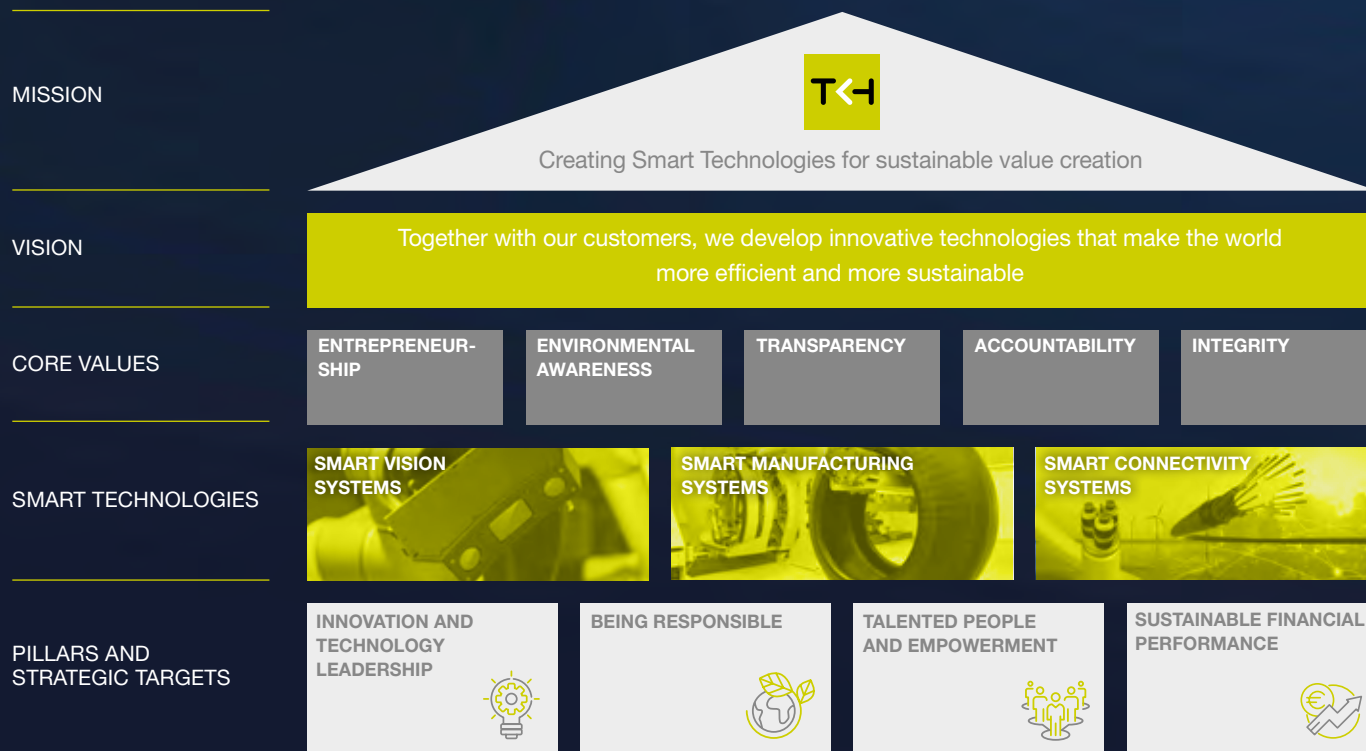 MISSION
TKH
Creating Smart Technologies for sustainable value creation
VISION
Together with our customers, we develop innovative technologies that make the world
more efficient and more sustainable
CORE VALUES
ENTREPRENEUR-
SHIP
ENVIRONMENTAL
AWARENESS
TRANSPARENCY
ACCOUNTABILITY
INTEGRITY
SMART TECHNOLOGIES
SMART VISION
SYSTEMS
SMART MANUFACTURING
SYSTEMS
SMART CONNECTIVITY
SYSTEMS
PILLARS AND
STRATEGIC TARGETS
INNOVATION AND
TECHNOLOGY
LEADERSHIP
BEING RESPONSIBLE
TALENTED PEOPLE
AND EMPOWERMENT
SUSTAINABLE FINANCIAL
PERFORMANCE
€